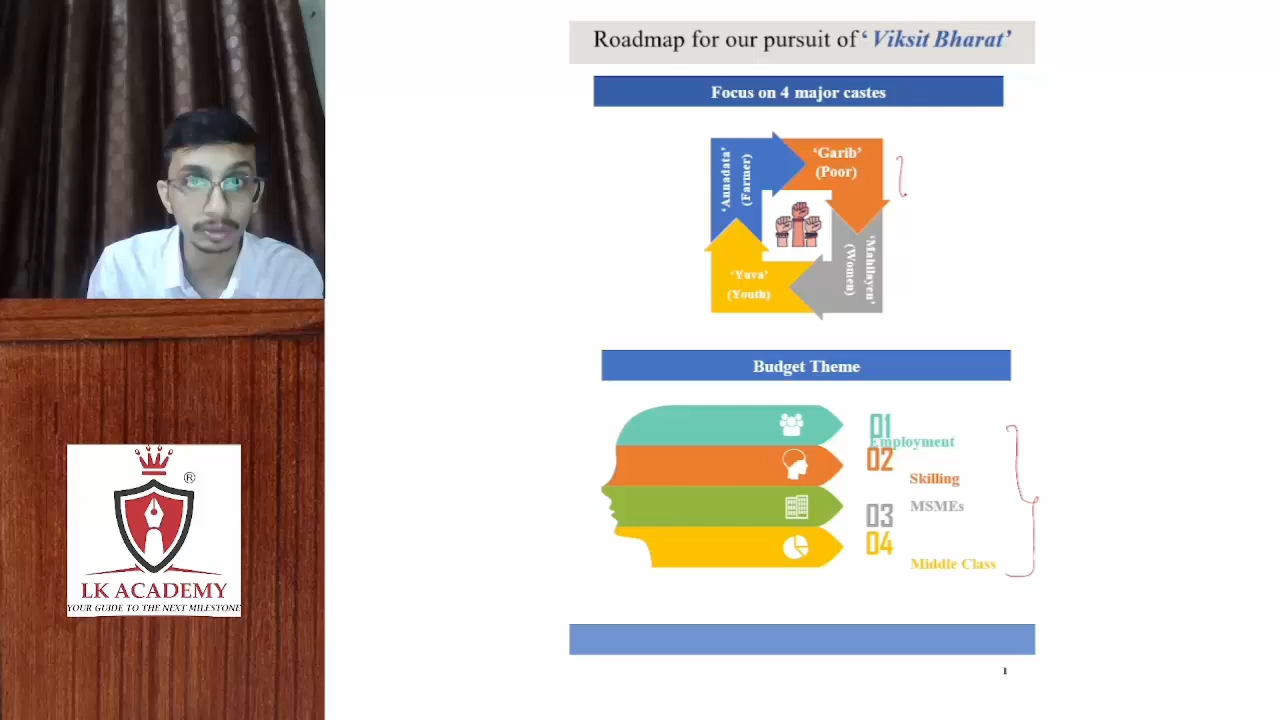 Roadmap for our pursuit of ‘Viksit Bharat’
Focus on 4 major castes
‘Annadata’
(Farmer)
‘Garib’
(Poor)
‘Mahilayen’
(Women)
‘Yuva’
(Youth)
Budget Theme
01
Employment
02
Skilling
03
MSMEs
04
Middle Class
1
®
LK ACADEMY
YOUR GUIDE TO THE NEXT MILESTONE